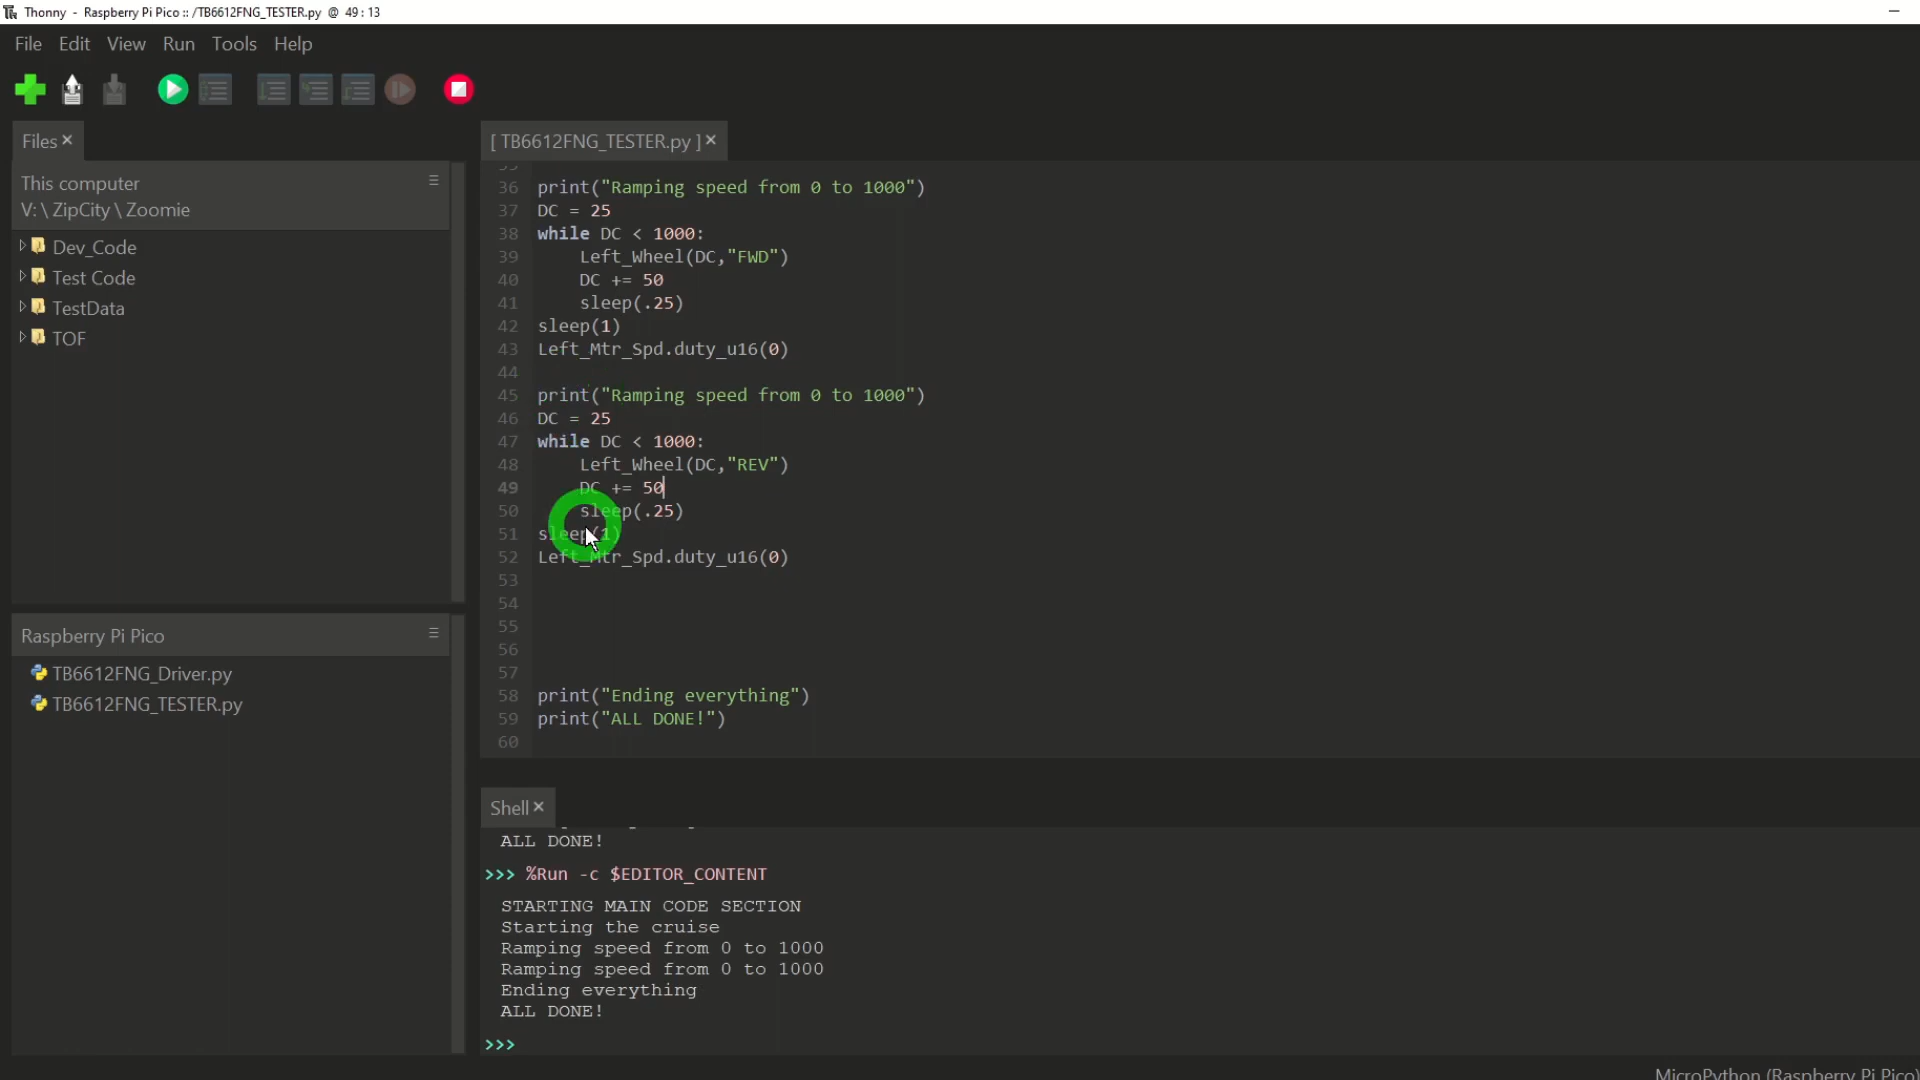 Thonny - Raspberry Pi Pico :: /TB6612FNG_TESTER.py @ 49 : 13
File Edit View Run Tools Help
Files ×
This computer
V: \ ZipCity \ Zoomie
Dev_Code
Test Code
TestData
TOF
Raspberry Pi Pico
TB6612FNG_Driver.py
TB6612FNG_TESTER.py
[ TB6612FNG_TESTER.py ] ×
36 print("Ramping speed from 0 to 1000")
37 DC = 25
38 while DC < 1000:
39     Left_Wheel(DC,"FWD")
40     DC += 50
41     sleep(.25)
42 sleep(1)
43 Left_Mtr_Spd.duty_u16(0)
44
45 print("Ramping speed from 0 to 1000")
46 DC = 25
47 while DC < 1000:
48     Left_Wheel(DC,"REV")
49     DC += 50
50     sleep(.25)
51 sleep(1)
52 Left_Mtr_Spd.duty_u16(0)
53
54
55
56
57
58 print("Ending everything")
59 print("ALL DONE!")
60
Shell ×
ALL DONE!
>>> %Run -c $EDITOR_CONTENT
STARTING MAIN CODE SECTION
Starting the cruise
Ramping speed from 0 to 1000
Ramping speed from 0 to 1000
Ending everything
ALL DONE!
>>>
MicroPython (Raspberry Pi Pico)